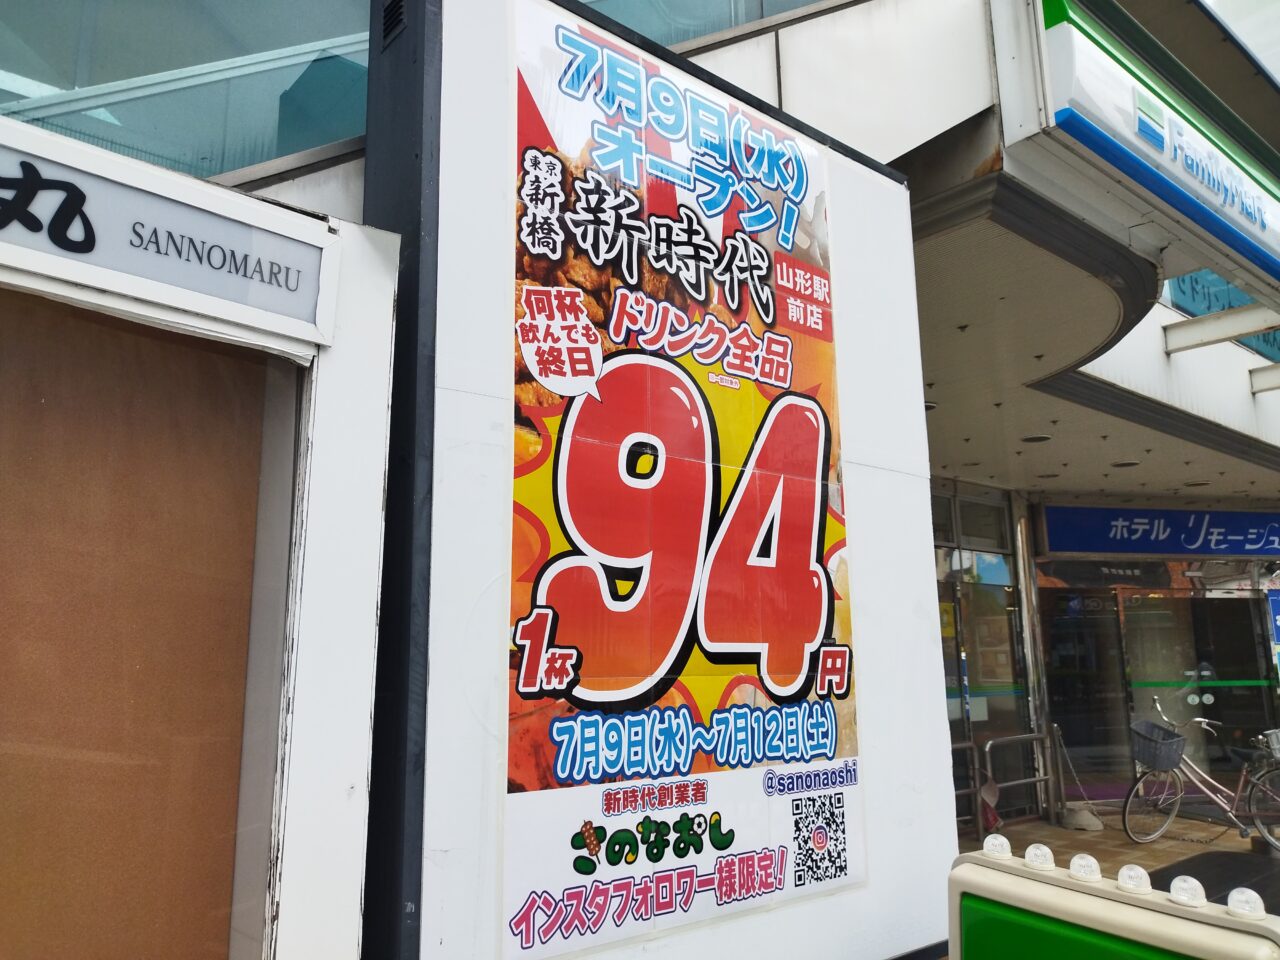 丸 SANNOMARU
7月9日(水)
オープン!
東京
新橋
新時代
山形駅
前店
何杯
飲んでも
終日
ドリンク全品
94
1杯
円
7月9日(水)~7月12日(土)
@sanonaoshi
新時代創業者
さのなおし
インスタフォロワー様限定!
FamilyMart
ホテル リモージュ